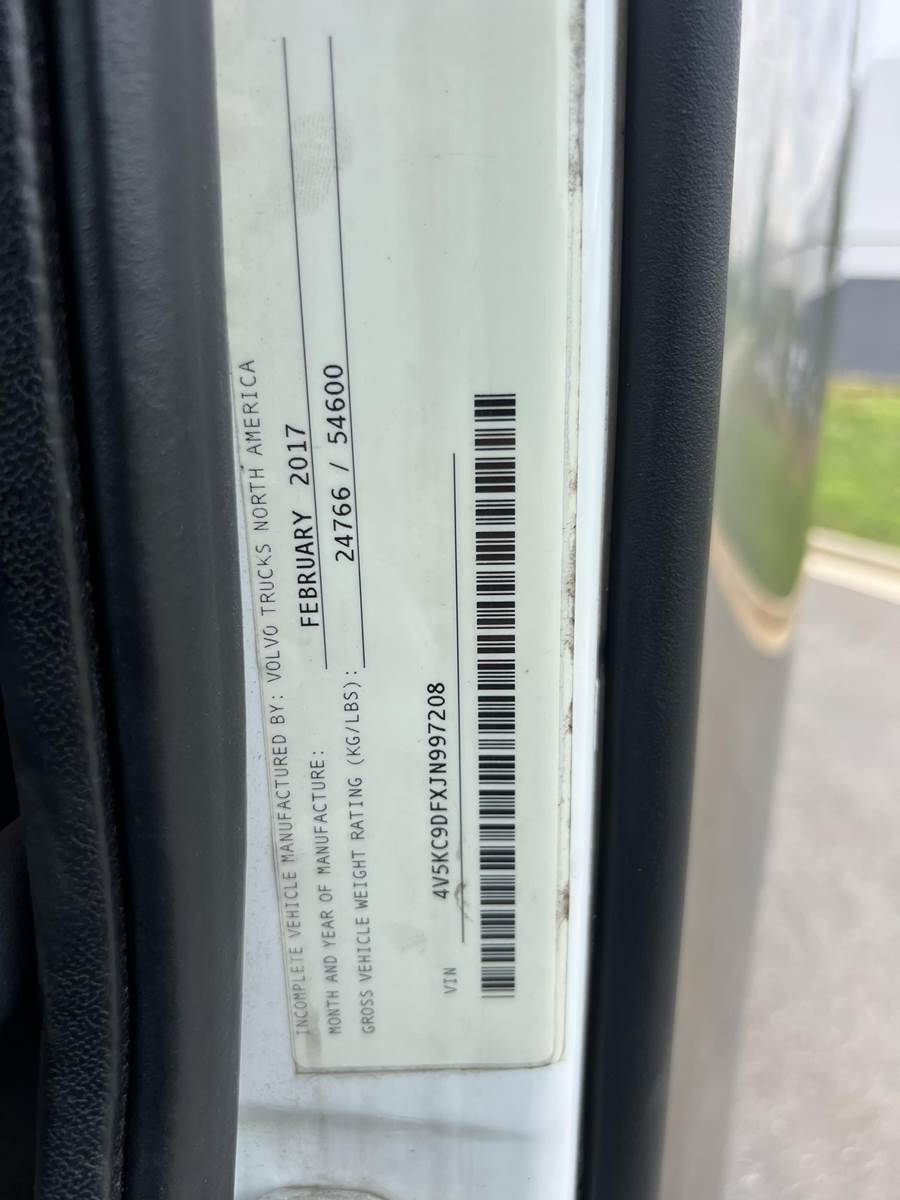 INCOMPLETE VEHICLE MANUFACTURED BY: VOLVO TRUCKS NORTH AMERICA
MONTH AND YEAR OF MANUFACTURE: FEBRUARY 2017
GROSS VEHICLE WEIGHT RATING (KG/LBS): 24766 / 54600
VIN 4V5KC9DFXJN997208